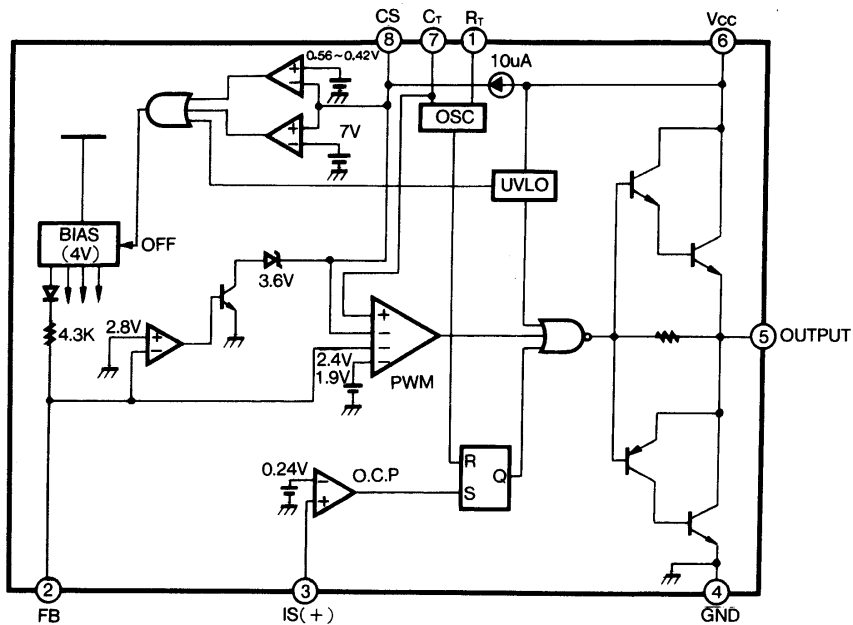 CS CT RT VCC
8 7 1 6
0.56~0.42V
10uA
+
−
OSC
+
−
7V
UVLO
BIAS
(4V)
OFF
3.6V
4.3K
2.8V
+
−
+
−
−
−
2.4V
1.9V
PWM
5 OUTPUT
0.24V
O.C.P
−
+
R
S
Q
2 3 4
FB IS(+) GND